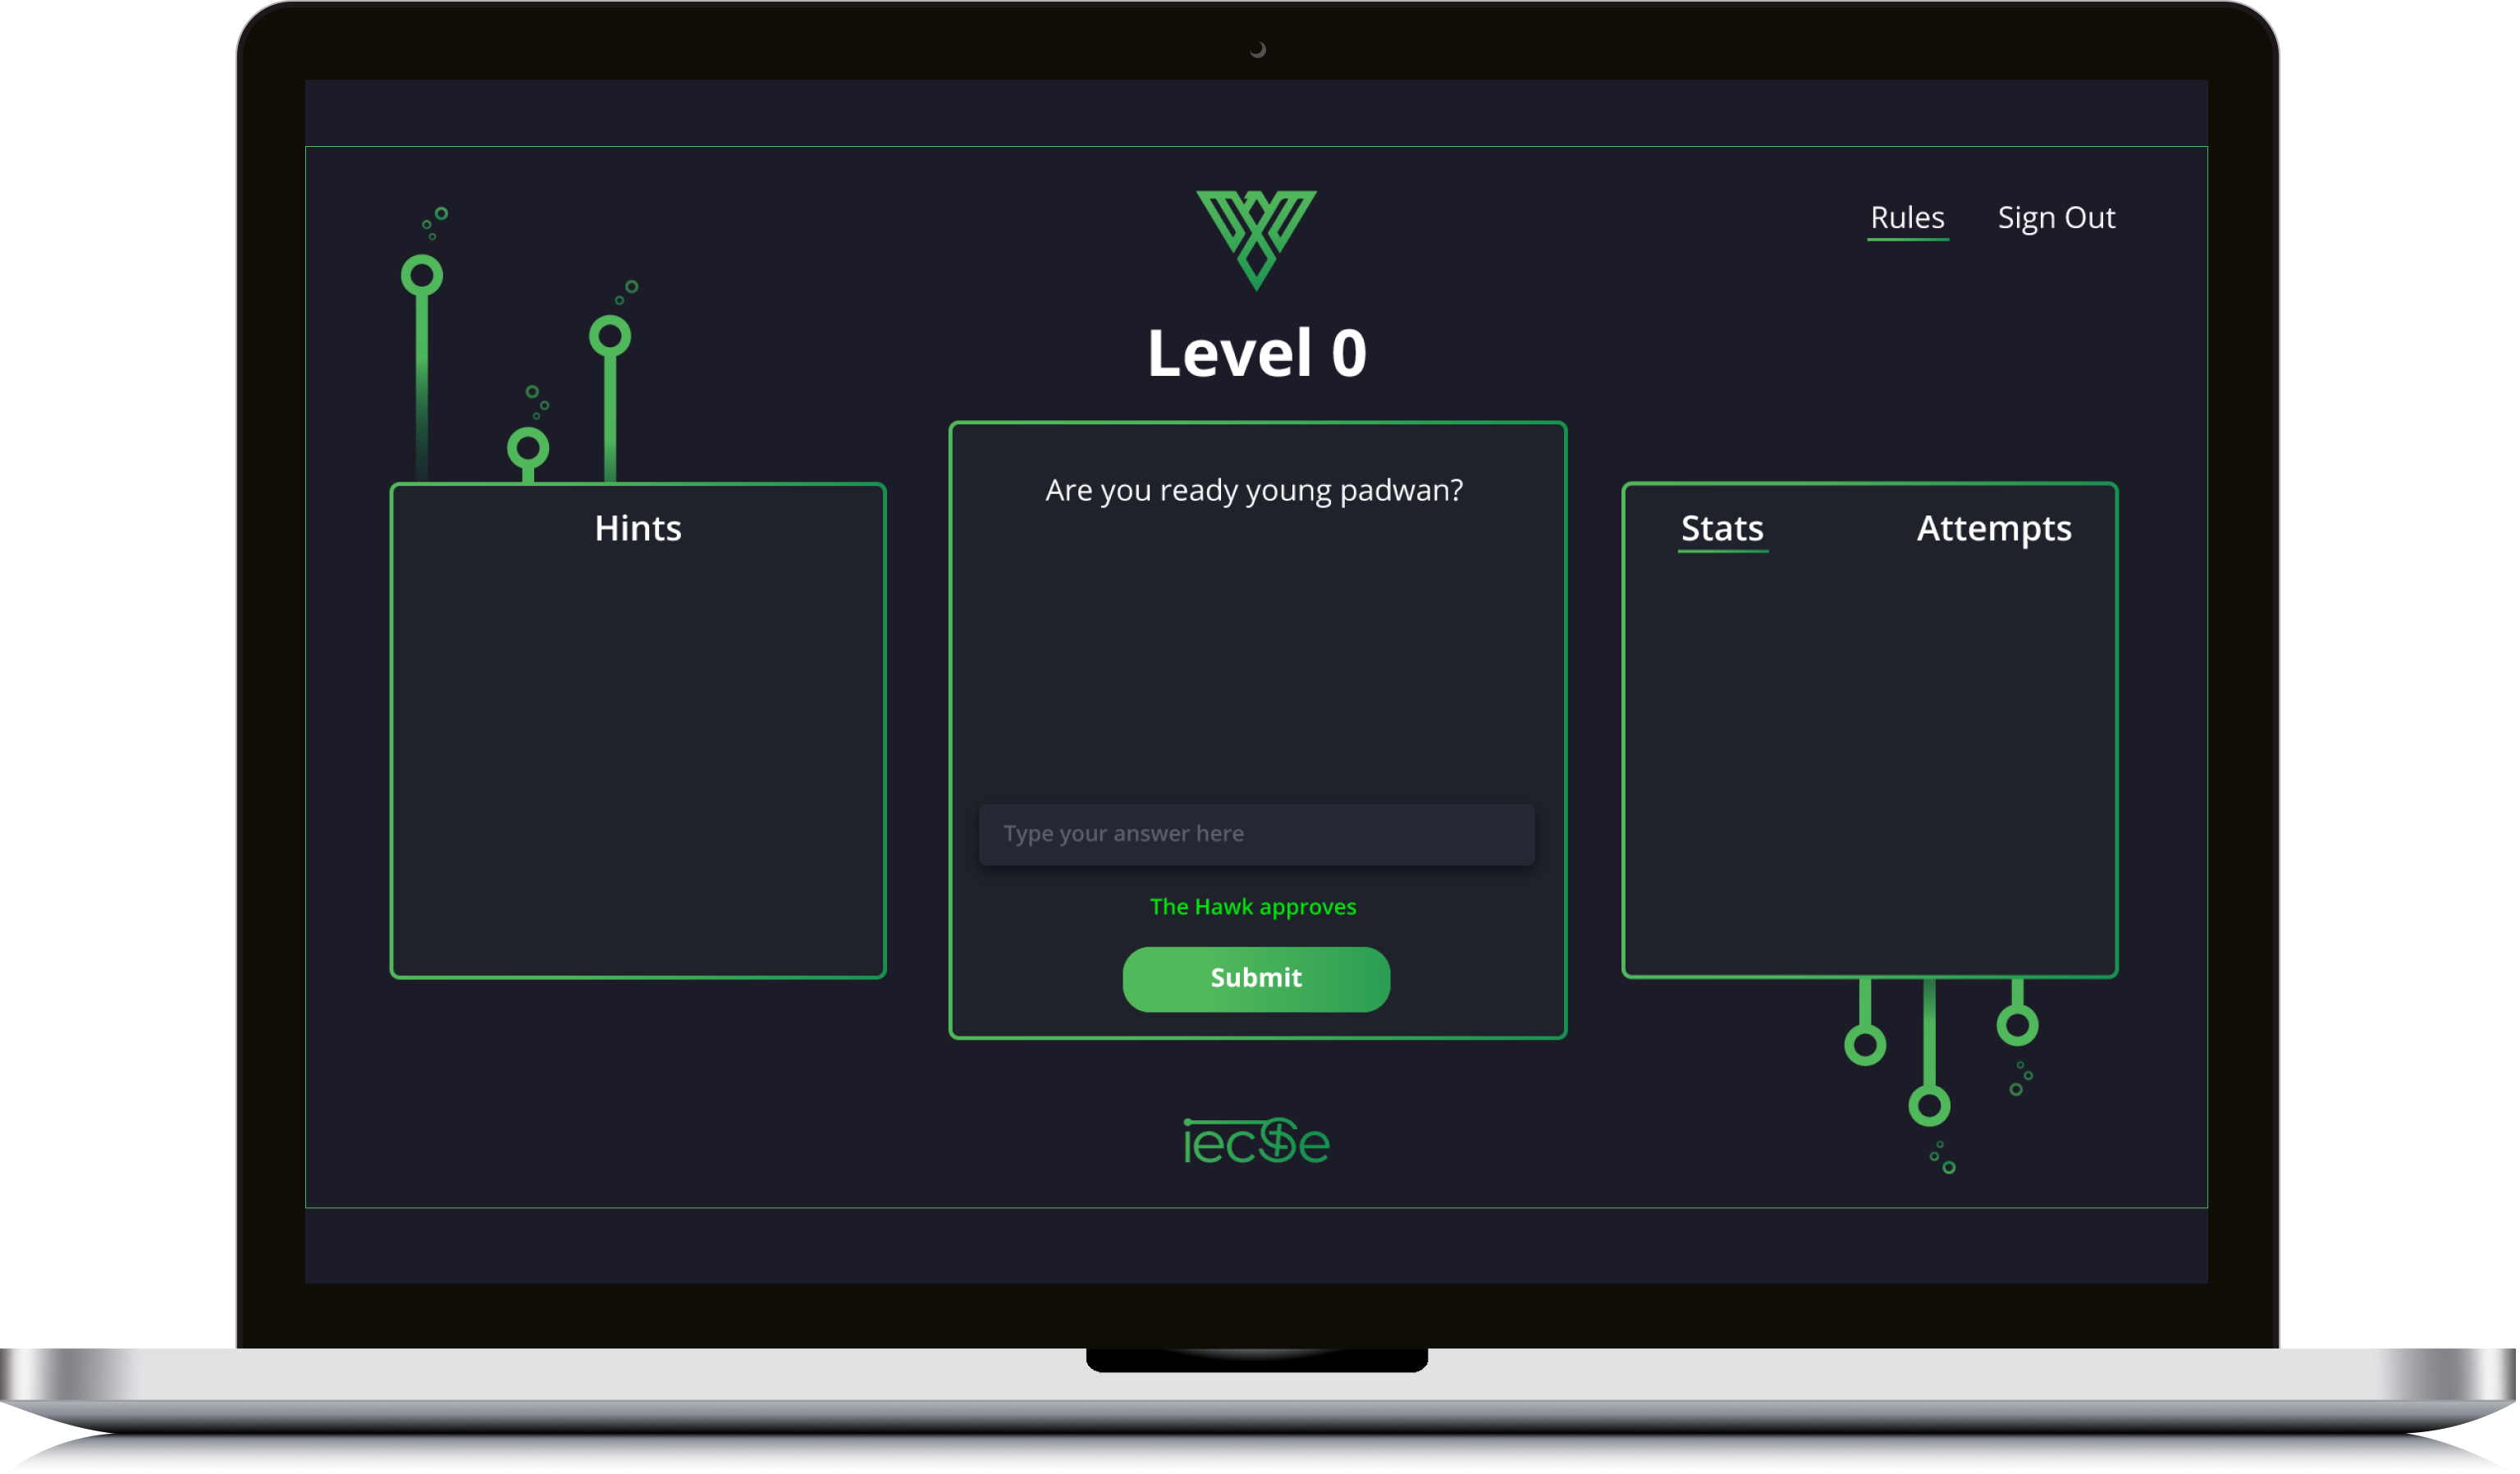 Rules Sign Out
Level 0
Are you ready young padwan?
Hints
Stats Attempts
Type your answer here
The Hawk approves
Submit
iecse